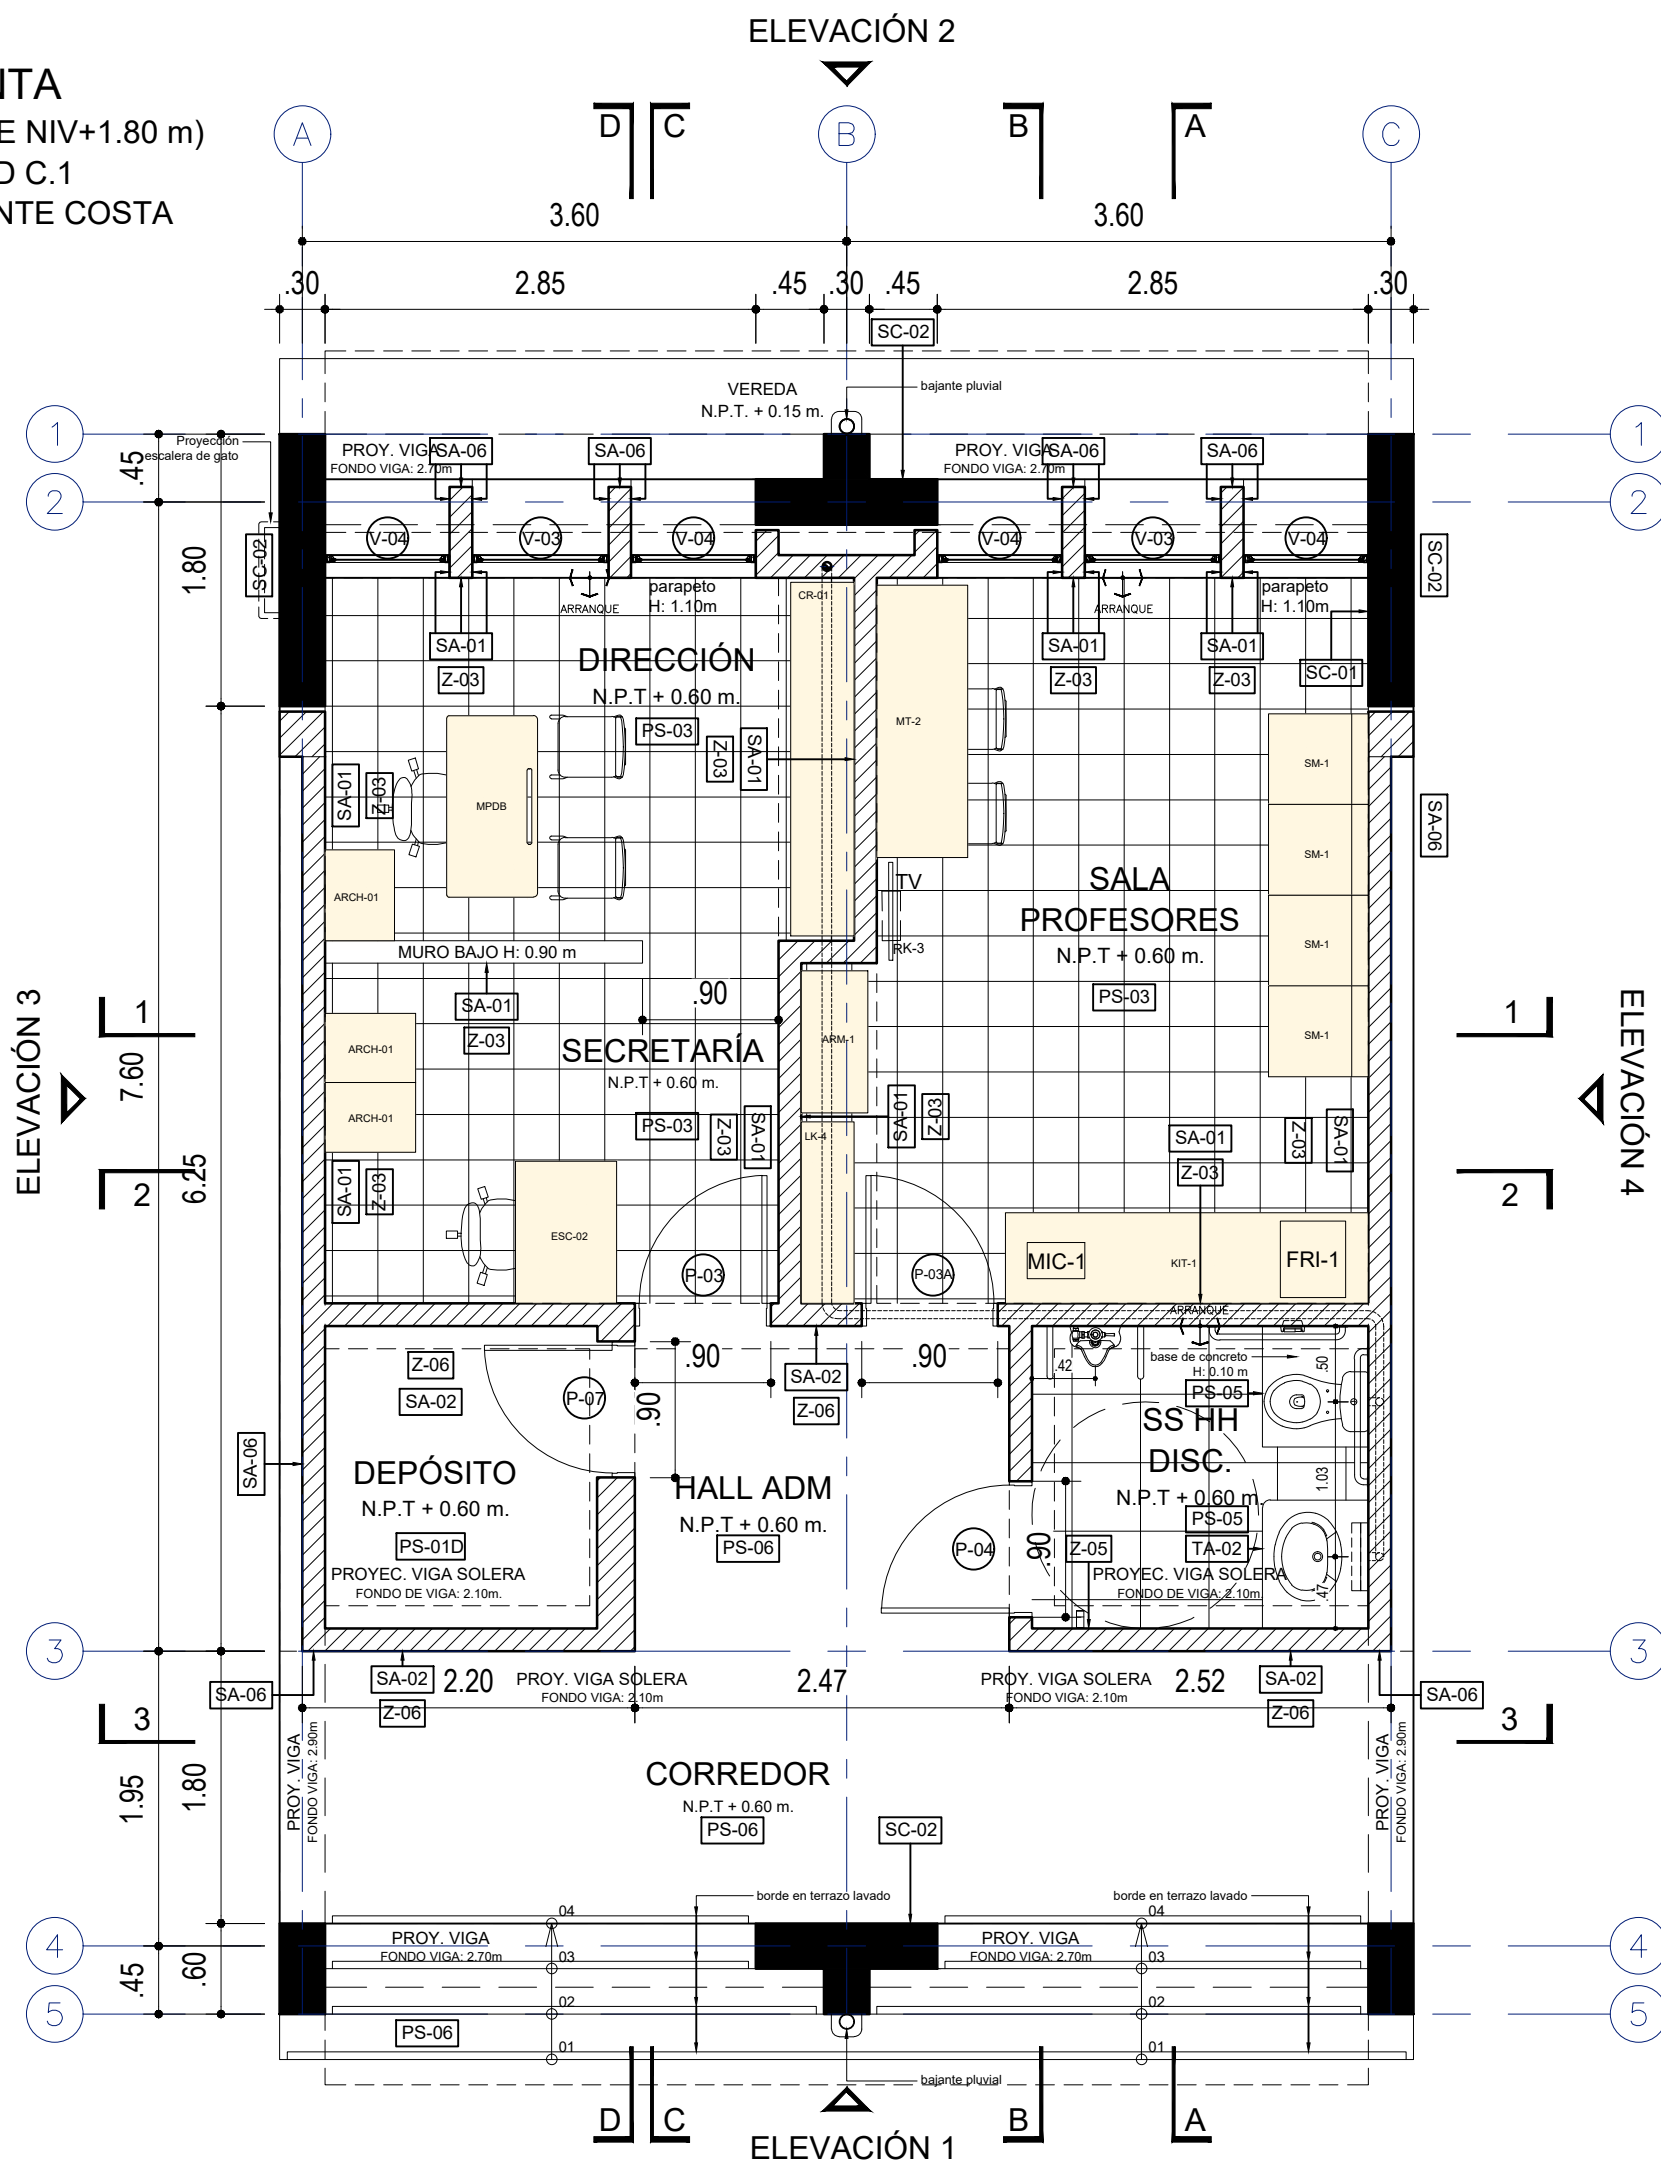 ELEVACIÓN 2
NTA
E NIV+1.80 m)
D C.1
NTE COSTA
A
D
C
B
B
A
C
3.60
3.60
.30
2.85
.45
.30
.45
2.85
.30
SC-02
VEREDA
N.P.T. + 0.15 m.
bajante pluvial
1
Proyección
escalera de gato
PROY. VIGA
FONDO VIGA: 2.70m
SA-06
SA-06
PROY. VIGA
FONDO VIGA: 2.70m
SA-06
SA-06
1
.45
2
2
V-04
V-03
V-04
V-04
V-03
V-04
SC-02
SC-02
1.80
ARRANQUE
parapeto
H: 1.10m
CR-01
ARRANQUE
parapeto
H: 1.10m
SA-01
Z-03
SA-01
Z-03
SA-01
Z-03
SC-01
DIRECCIÓN
N.P.T + 0.60 m.
PS-03
Z-03
SA-01
MT-2
SA-01
Z-03
MPDB
SM-1
SM-1
SM-1
SM-1
SA-06
ARCH-01
TV
RK-3
SALA
PROFESORES
N.P.T + 0.60 m.
PS-03
MURO BAJO H: 0.90 m
SA-01
Z-03
.90
ELEVACIÓN 3
1
7.60
1
ELEVACIÓN 4
ARCH-01
ARCH-01
SECRETARÍA
N.P.T + 0.60 m.
PS-03
Z-03
SA-01
ARM-1
LK-4
SA-01
Z-03
SA-01
Z-03
Z-03
SA-01
2
6.25
SA-01
Z-03
2
ESC-02
P-03
P-03A
MIC-1
KIT-1
FRI-1
ARRANQUE
Z-06
SA-02
P-07
.90
.90
SA-02
Z-06
.90
.42
base de concreto
H: 0.10 m
.50
PS-05
SS HH
DISC.
N.P.T + 0.60 m.
1.03
PS-05
TA-02
SA-06
DEPÓSITO
N.P.T + 0.60 m.
PS-01D
PROYEC. VIGA SOLERA
FONDO DE VIGA: 2.10m.
HALL ADM
N.P.T + 0.60 m.
PS-06
P-04
.90
Z-05
PROYEC. VIGA SOLERA
FONDO DE VIGA: 2.10m.
.47
3
3
SA-06
SA-02
Z-06
2.20
PROY. VIGA SOLERA
FONDO VIGA: 2.10m
2.47
PROY. VIGA SOLERA
FONDO VIGA: 2.10m
2.52
SA-02
Z-06
SA-06
3
3
PROY. VIGA
FONDO VIGA: 2.90m
PROY. VIGA
FONDO VIGA: 2.90m
1.95
1.80
CORREDOR
N.P.T + 0.60 m.
PS-06
SC-02
borde en terrazo lavado
borde en terrazo lavado
04
04
4
PROY. VIGA
FONDO VIGA: 2.70m
03
PROY. VIGA
FONDO VIGA: 2.70m
03
4
.45
.60
5
02
02
5
PS-06
01
01
bajante pluvial
D
C
B
A
ELEVACIÓN 1